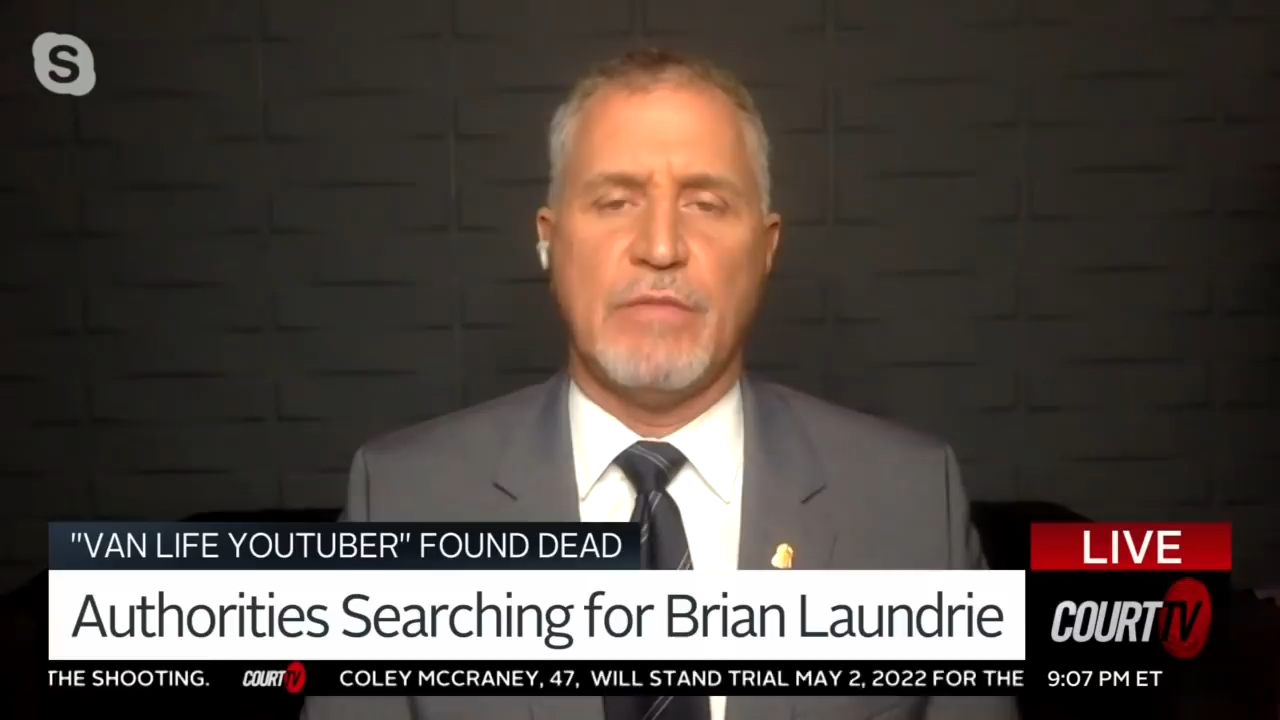 S
"VAN LIFE YOUTUBER" FOUND DEAD
LIVE
Authorities Searching for Brian Laundrie
COURT TV
THE SHOOTING. COURT TV COLEY MCCRANEY, 47, WILL STAND TRIAL MAY 2, 2022 FOR THE 9:07 PM ET